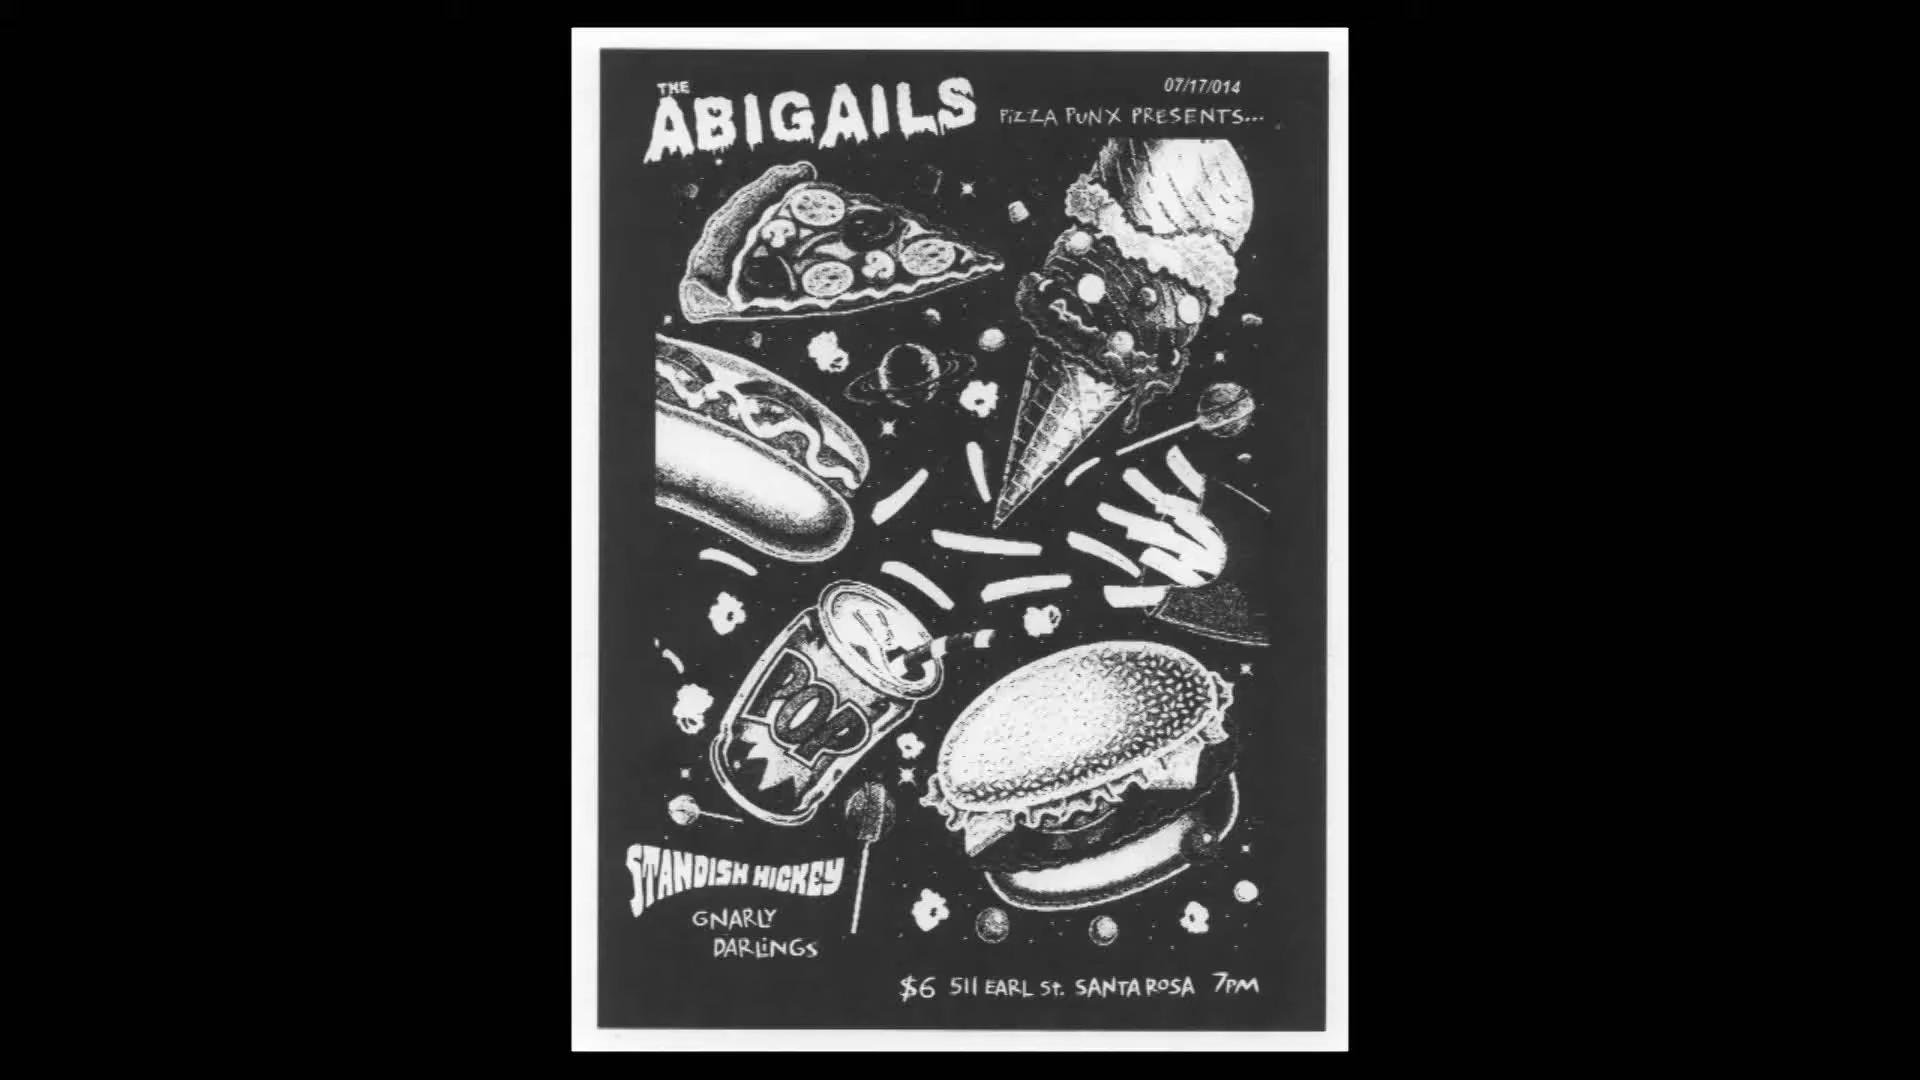 THE
ABIGAILS
07/17/014
PiZZA PUNX PRESENTS...
POP
STANDISH HICKEY
GNARLY
DARLiNGS
$6 511 EARL St. SANTA ROSA 7PM